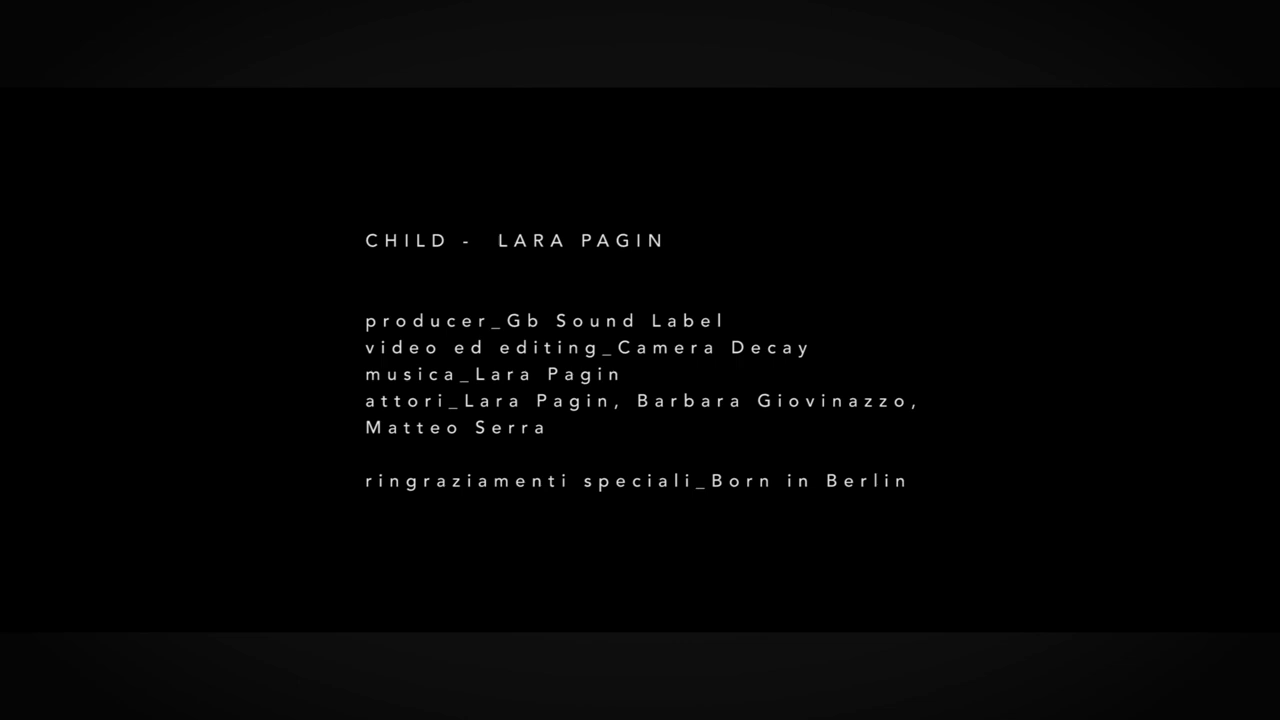 CHILD - LARA PAGIN
producer_Gb Sound Label
video ed editing_Camera Decay
musica_Lara Pagin
attori_Lara Pagin, Barbara Giovinazzo,
Matteo Serra
ringraziamenti speciali_Born in Berlin